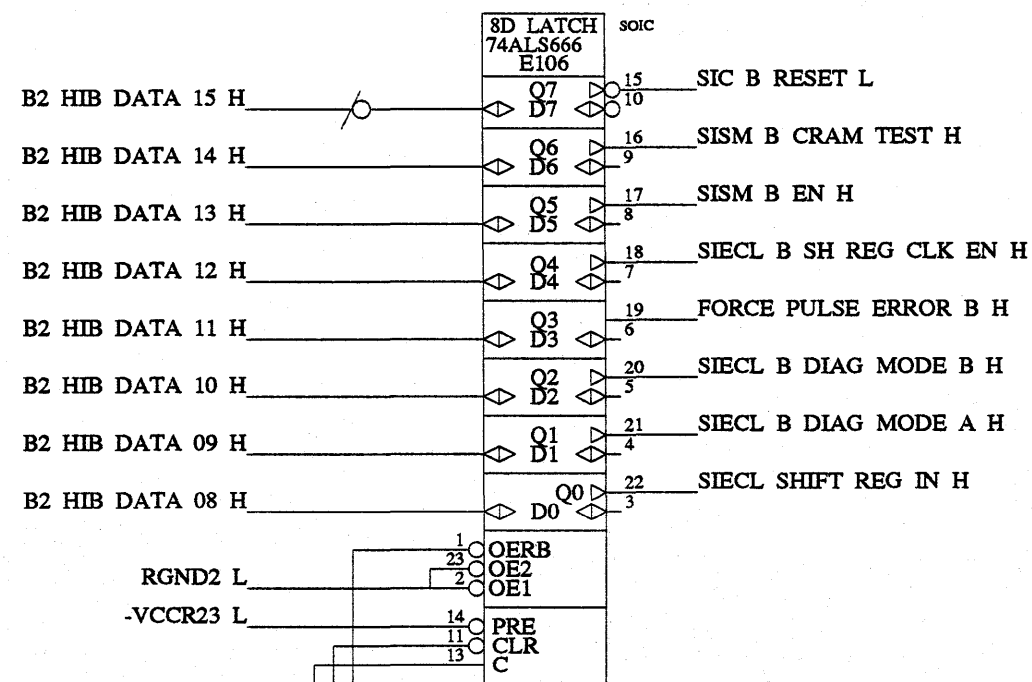 8D LATCH SOIC
74ALS666
E106
B2 HIB DATA 15 H Q7 D7 15 10 SIC B RESET L
B2 HIB DATA 14 H Q6 D6 16 9 SISM B CRAM TEST H
B2 HIB DATA 13 H Q5 D5 17 8 SISM B EN H
B2 HIB DATA 12 H Q4 D4 18 7 SIECL B SH REG CLK EN H
B2 HIB DATA 11 H Q3 D3 19 6 FORCE PULSE ERROR B H
B2 HIB DATA 10 H Q2 D2 20 5 SIECL B DIAG MODE B H
B2 HIB DATA 09 H Q1 D1 21 4 SIECL B DIAG MODE A H
B2 HIB DATA 08 H Q0 D0 22 3 SIECL SHIFT REG IN H
1 OERB
23 OE2
RGND2 L 2 OE1
-VCCR23 L 14 PRE
11 CLR
13 C